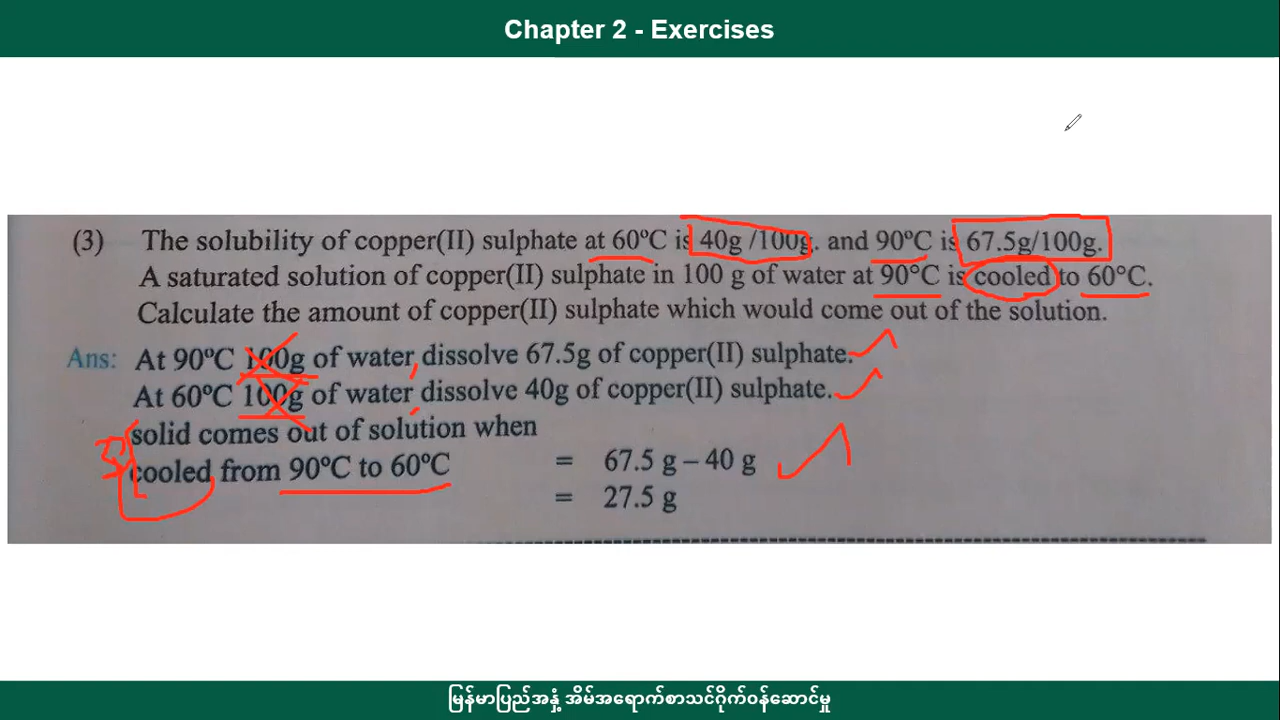 Chapter 2 - Exercises
(3) The solubility of copper(II) sulphate at 60ºC is 40g /100g. and 90ºC is 67.5g/100g.
A saturated solution of copper(II) sulphate in 100 g of water at 90°C is cooled to 60°C.
Calculate the amount of copper(II) sulphate which would come out of the solution.
Ans: At 90ºC 100g of water dissolve 67.5g of copper(II) sulphate.
At 60ºC 100g of water dissolve 40g of copper(II) sulphate.
solid comes out of solution when
cooled from 90ºC to 60ºC = 67.5 g – 40 g
= 27.5 g
မြန်မာပြည်အနှံ့ အိမ်အရောက်စာသင်ဂိုက်ဝန်ဆောင်မှု